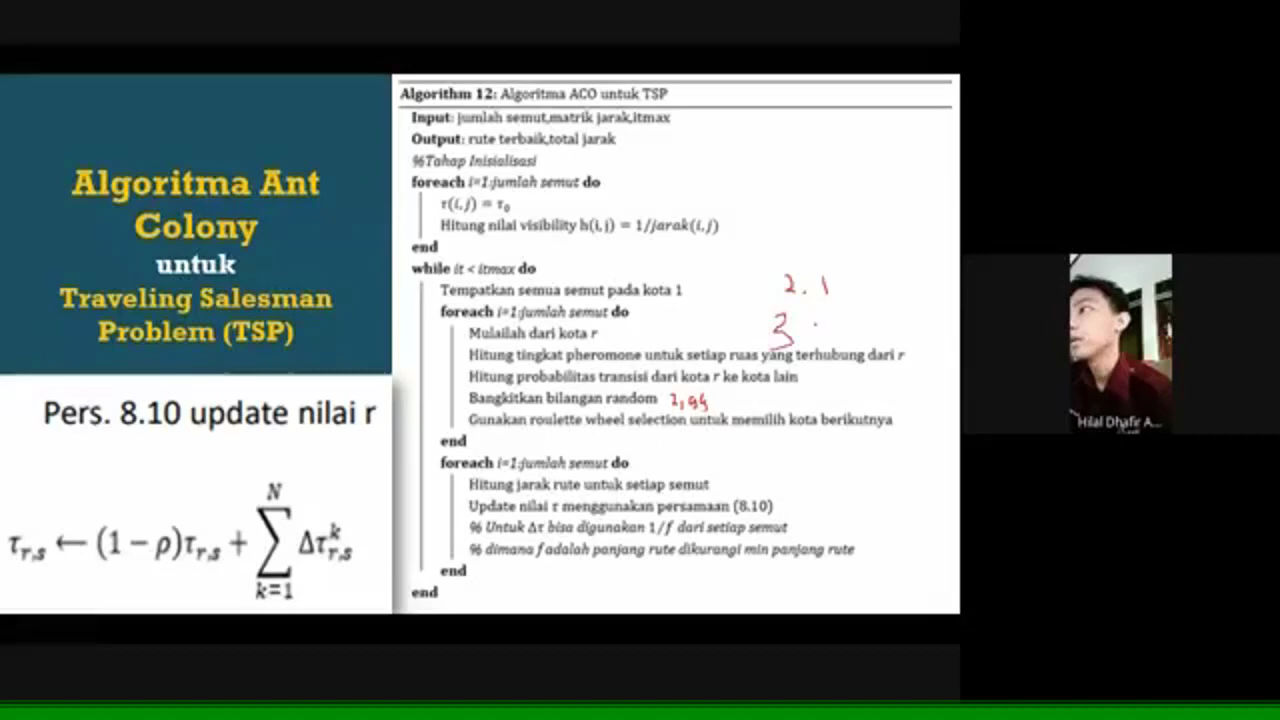 Algoritma Ant
Colony
untuk
Traveling Salesman
Problem (TSP)
Pers. 8.10 update nilai r
τr,s ← (1 − ρ)τr,s + N∑k=1 Δτkr,s
Algorithm 12: Algoritma ACO untuk TSP
Input: jumlah semut,matrik jarak,itmax
Output: rute terbaik,total jarak
%Tahap Inisialisasi
foreach i=1:jumlah semut do
τ(i,j) = τ0
Hitung nilai visibility h(i,j) = 1/jarak(i,j)
end
while it < itmax do
Tempatkan semua semut pada kota 1
2. 1
foreach i=1:jumlah semut do
3 .
Mulailah dari kota r
Hitung tingkat pheromone untuk setiap ruas yang terhubung dari r
Hitung probabilitas transisi dari kota r ke kota lain
Bangkitkan bilangan random
Gunakan roulette wheel selection untuk memilih kota berikutnya
end
foreach i=1:jumlah semut do
Hitung jarak rute untuk setiap semut
Update nilai τ menggunakan persamaan (8.10)
% Untuk Δτ bisa digunakan 1/f dari setiap semut
% dimana f adalah panjang rute dikurangi min panjang rute
end
end
Hilal Dhafir A...